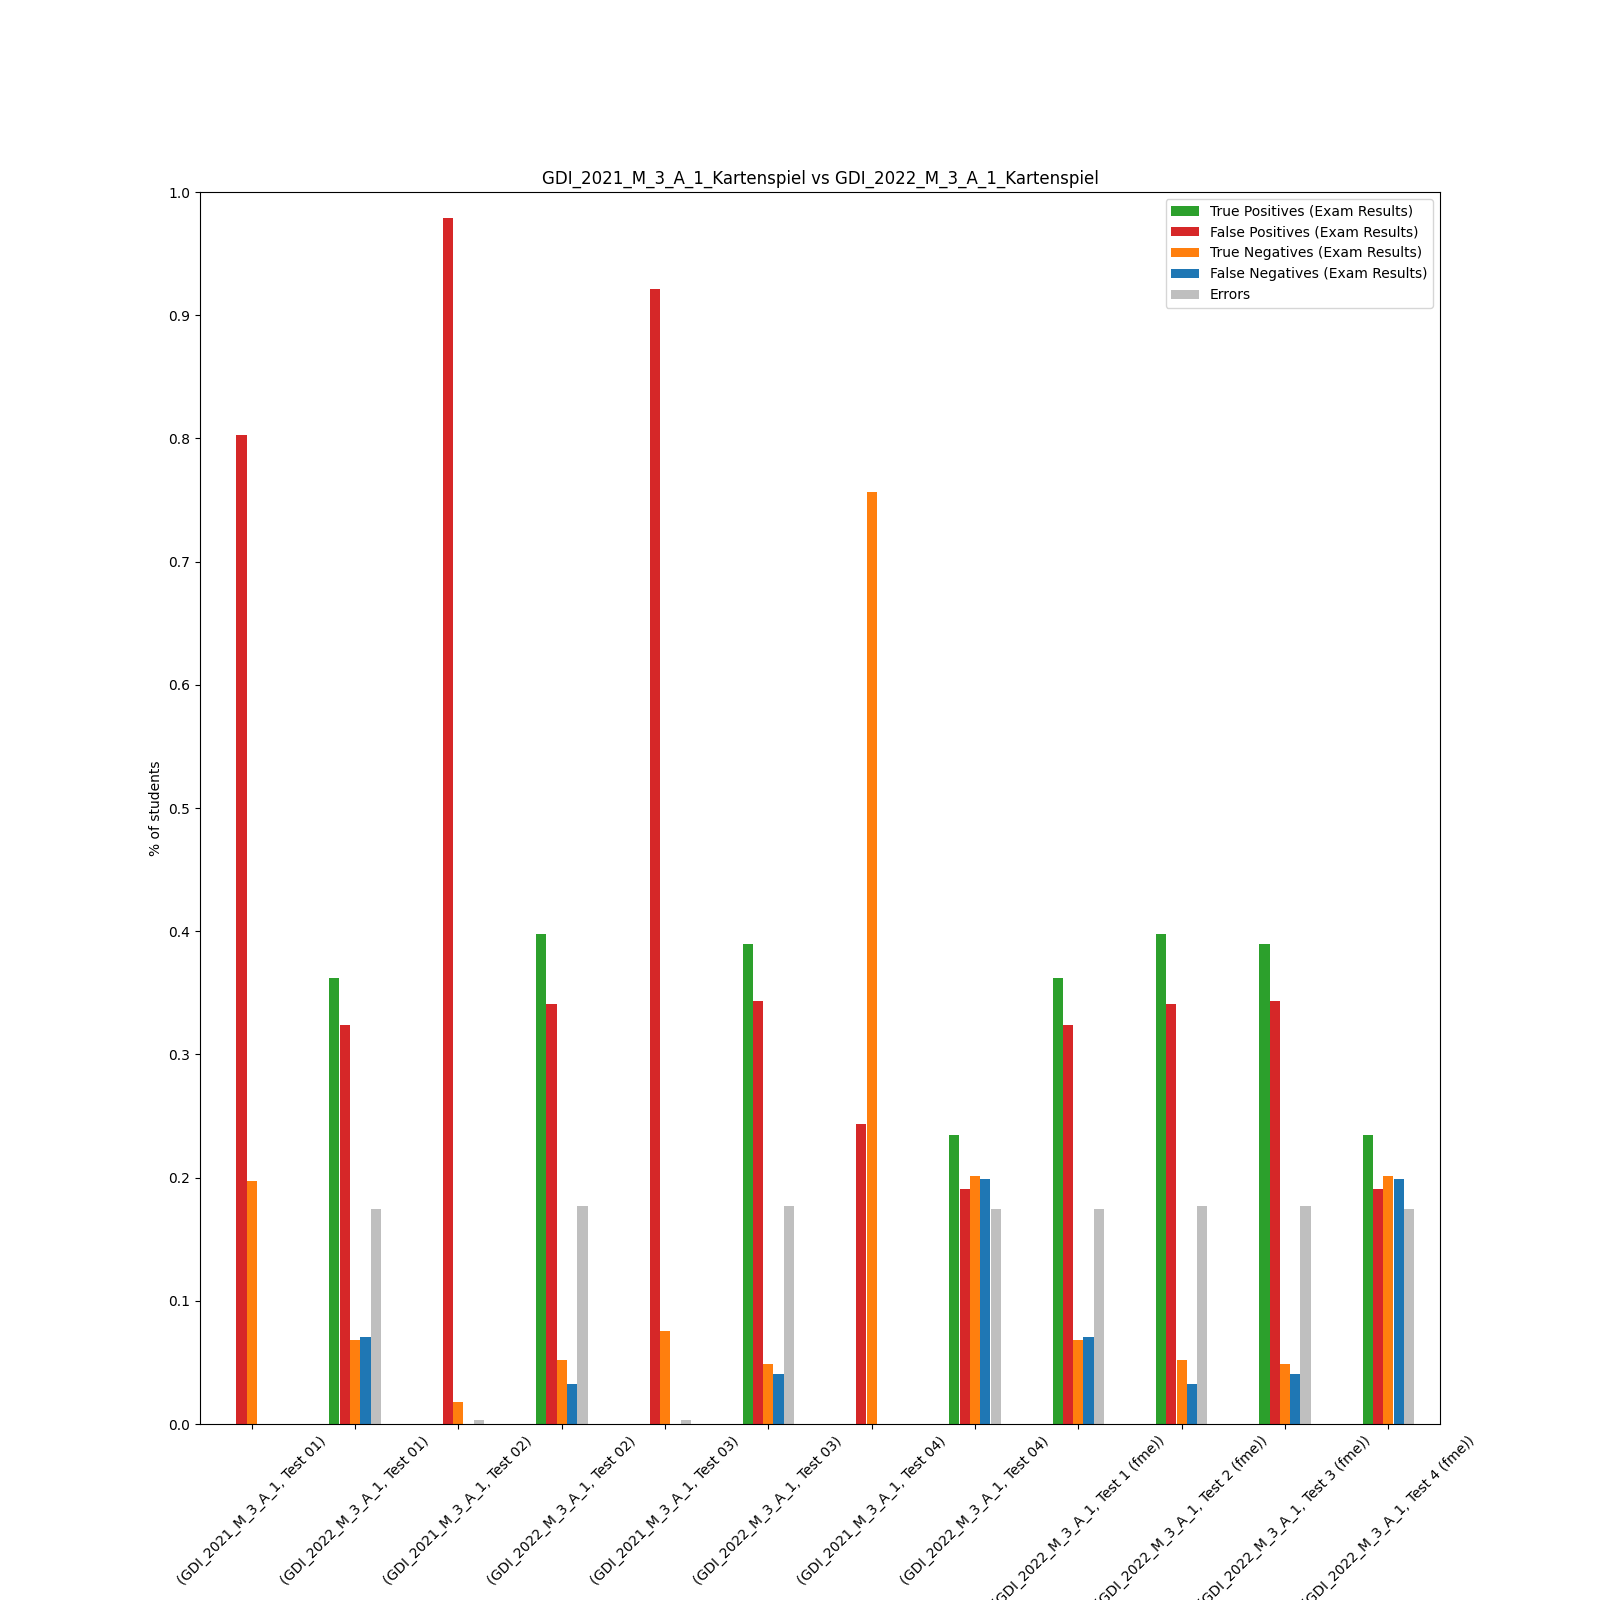 GDI_2021_M_3_A_1_Kartenspiel vs GDI_2022_M_3_A_1_Kartenspiel
True Positives (Exam Results)
False Positives (Exam Results)
True Negatives (Exam Results)
False Negatives (Exam Results)
Errors
% of students
1.0
0.9
0.8
0.7
0.6
0.5
0.4
0.3
0.2
0.1
0.0
(GDI_2021_M_3_A_1, Test 01)
(GDI_2022_M_3_A_1, Test 01)
(GDI_2021_M_3_A_1, Test 02)
(GDI_2022_M_3_A_1, Test 02)
(GDI_2021_M_3_A_1, Test 03)
(GDI_2022_M_3_A_1, Test 03)
(GDI_2021_M_3_A_1, Test 04)
(GDI_2022_M_3_A_1, Test 04)
(GDI_2022_M_3_A_1, Test 1 (fme))
(GDI_2022_M_3_A_1, Test 2 (fme))
(GDI_2022_M_3_A_1, Test 3 (fme))
(GDI_2022_M_3_A_1, Test 4 (fme))